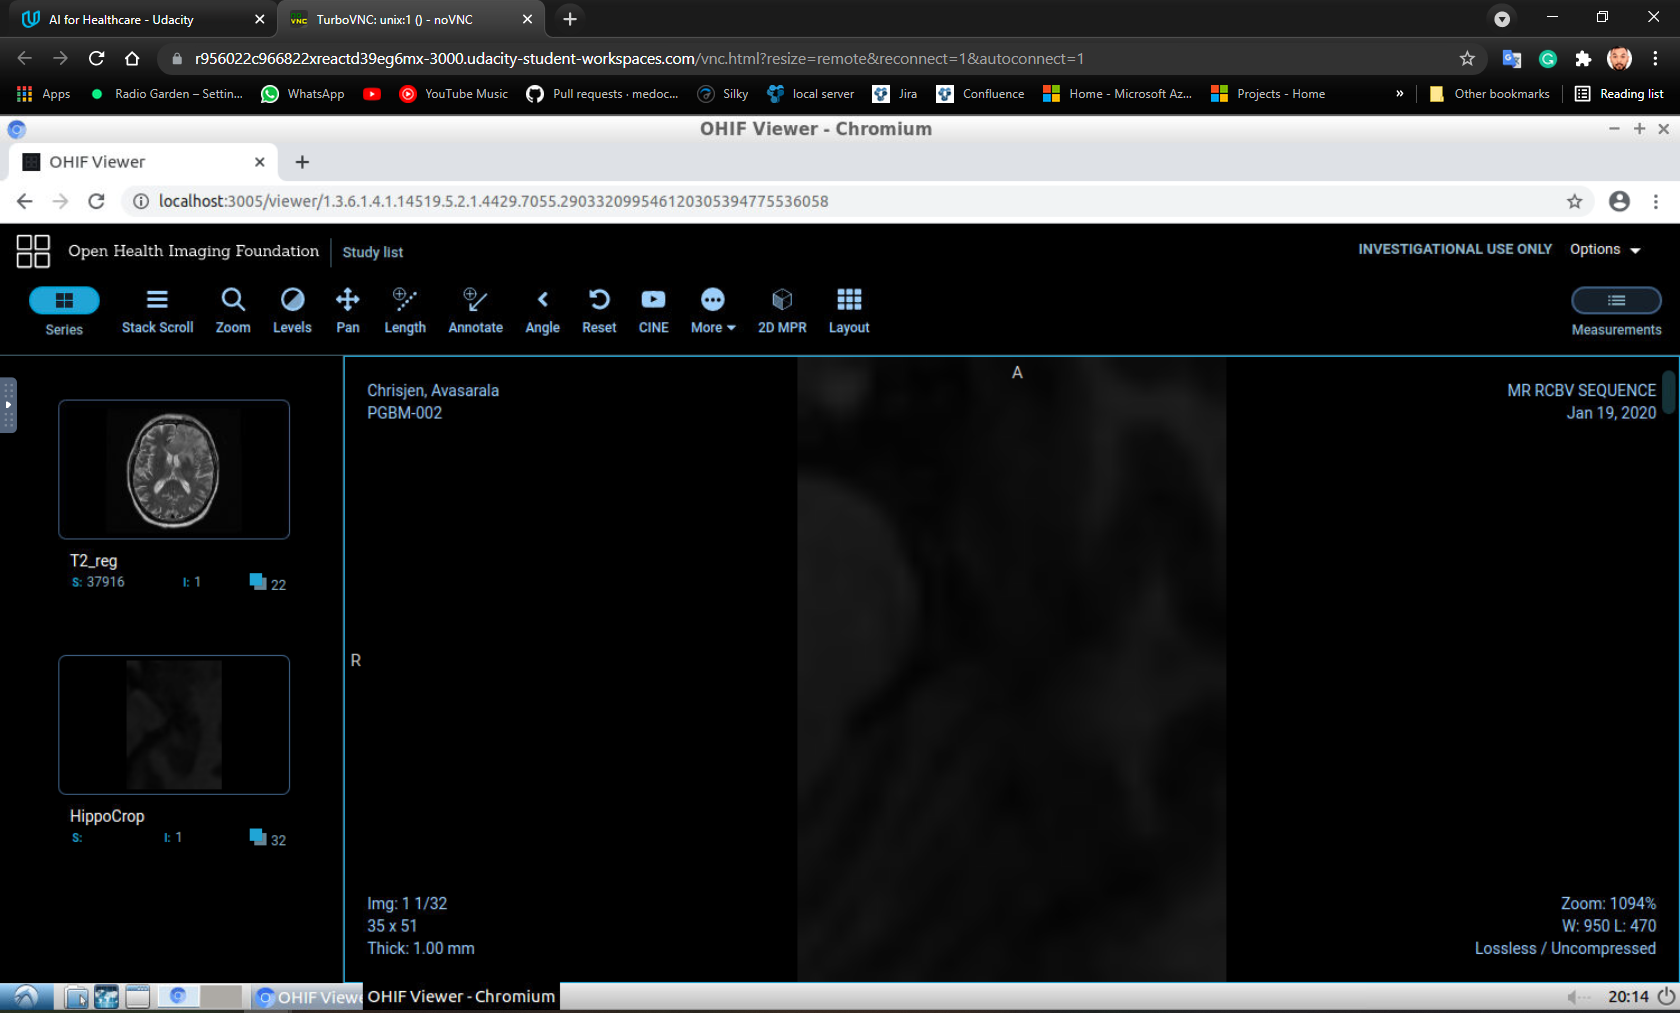 AI for Healthcare - Udacity
TurboVNC: unix:1 () - noVNC
r956022c966822xreactd39eg6mx-3000.udacity-student-workspaces.com/vnc.html?resize=remote&reconnect=1&autoconnect=1
Apps
Radio Garden – Settin...
WhatsApp
YouTube Music
Pull requests · medoc...
Silky
local server
Jira
Confluence
Home - Microsoft Az...
Projects - Home
»
Other bookmarks
Reading list
OHIF Viewer - Chromium
OHIF Viewer
localhost:3005/viewer/1.3.6.1.4.1.14519.5.2.1.4429.7055.290332099546120305394775536058
Open Health Imaging Foundation
Study list
INVESTIGATIONAL USE ONLY
Options
Series
Stack Scroll
Zoom
Levels
Pan
Length
Annotate
Angle
Reset
CINE
More
2D MPR
Layout
Measurements
T2_reg
S: 37916
I: 1
22
HippoCrop
S:
I: 1
32
Chrisjen, Avasarala
PGBM-002
A
MR RCBV SEQUENCE
Jan 19, 2020
R
Img: 1 1/32
35 x 51
Thick: 1.00 mm
Zoom: 1094%
W: 950 L: 470
Lossless / Uncompressed
OHIF Viewe
OHIF Viewer - Chromium
20:14